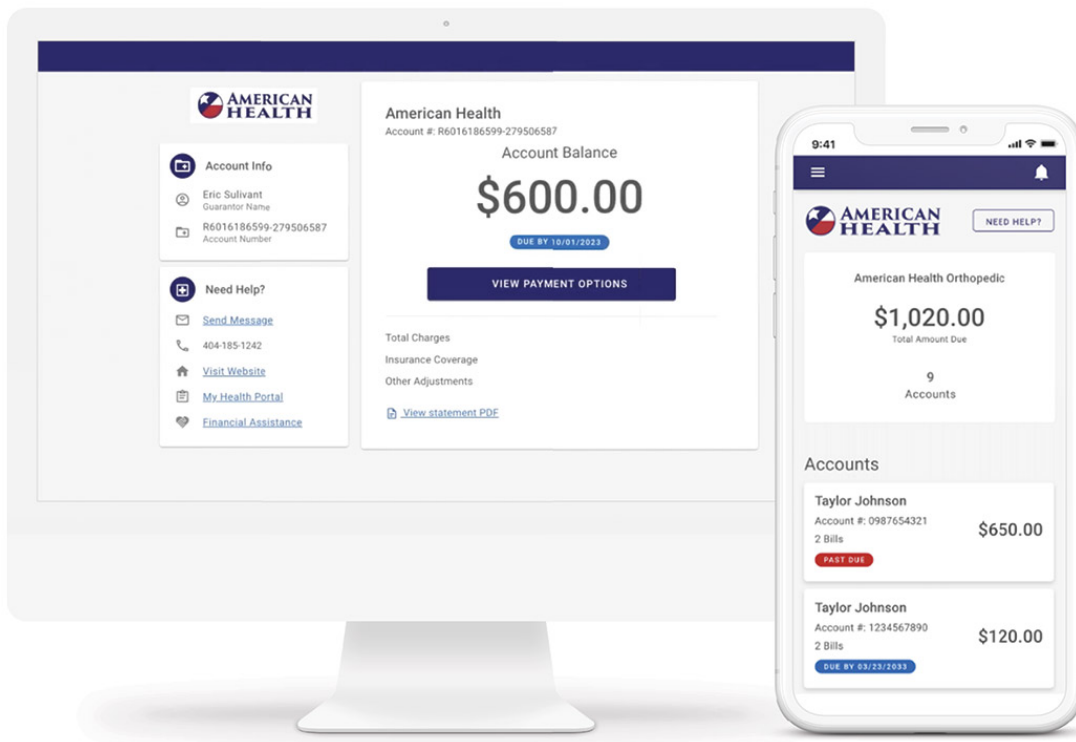 AMERICAN
HEALTH
Account Info
Eric Sulivant
Guarantor Name
R6016186599-279506587
Account Number
Need Help?
Send Message
404-185-1242
Visit Website
My Health Portal
Financial Assistance
American Health
Account #: R6016186599-279506587
Account Balance
$600.00
DUE BY 10/01/2023
VIEW PAYMENT OPTIONS
Total Charges
Insurance Coverage
Other Adjustments
View statement PDF
9:41
AMERICAN
HEALTH
NEED HELP?
American Health Orthopedic
$1,020.00
Total Amount Due
9
Accounts
Accounts
Taylor Johnson
Account #: 0987654321
2 Bills
$650.00
PAST DUE
Taylor Johnson
Account #: 1234567890
2 Bills
$120.00
DUE BY 03/23/2033